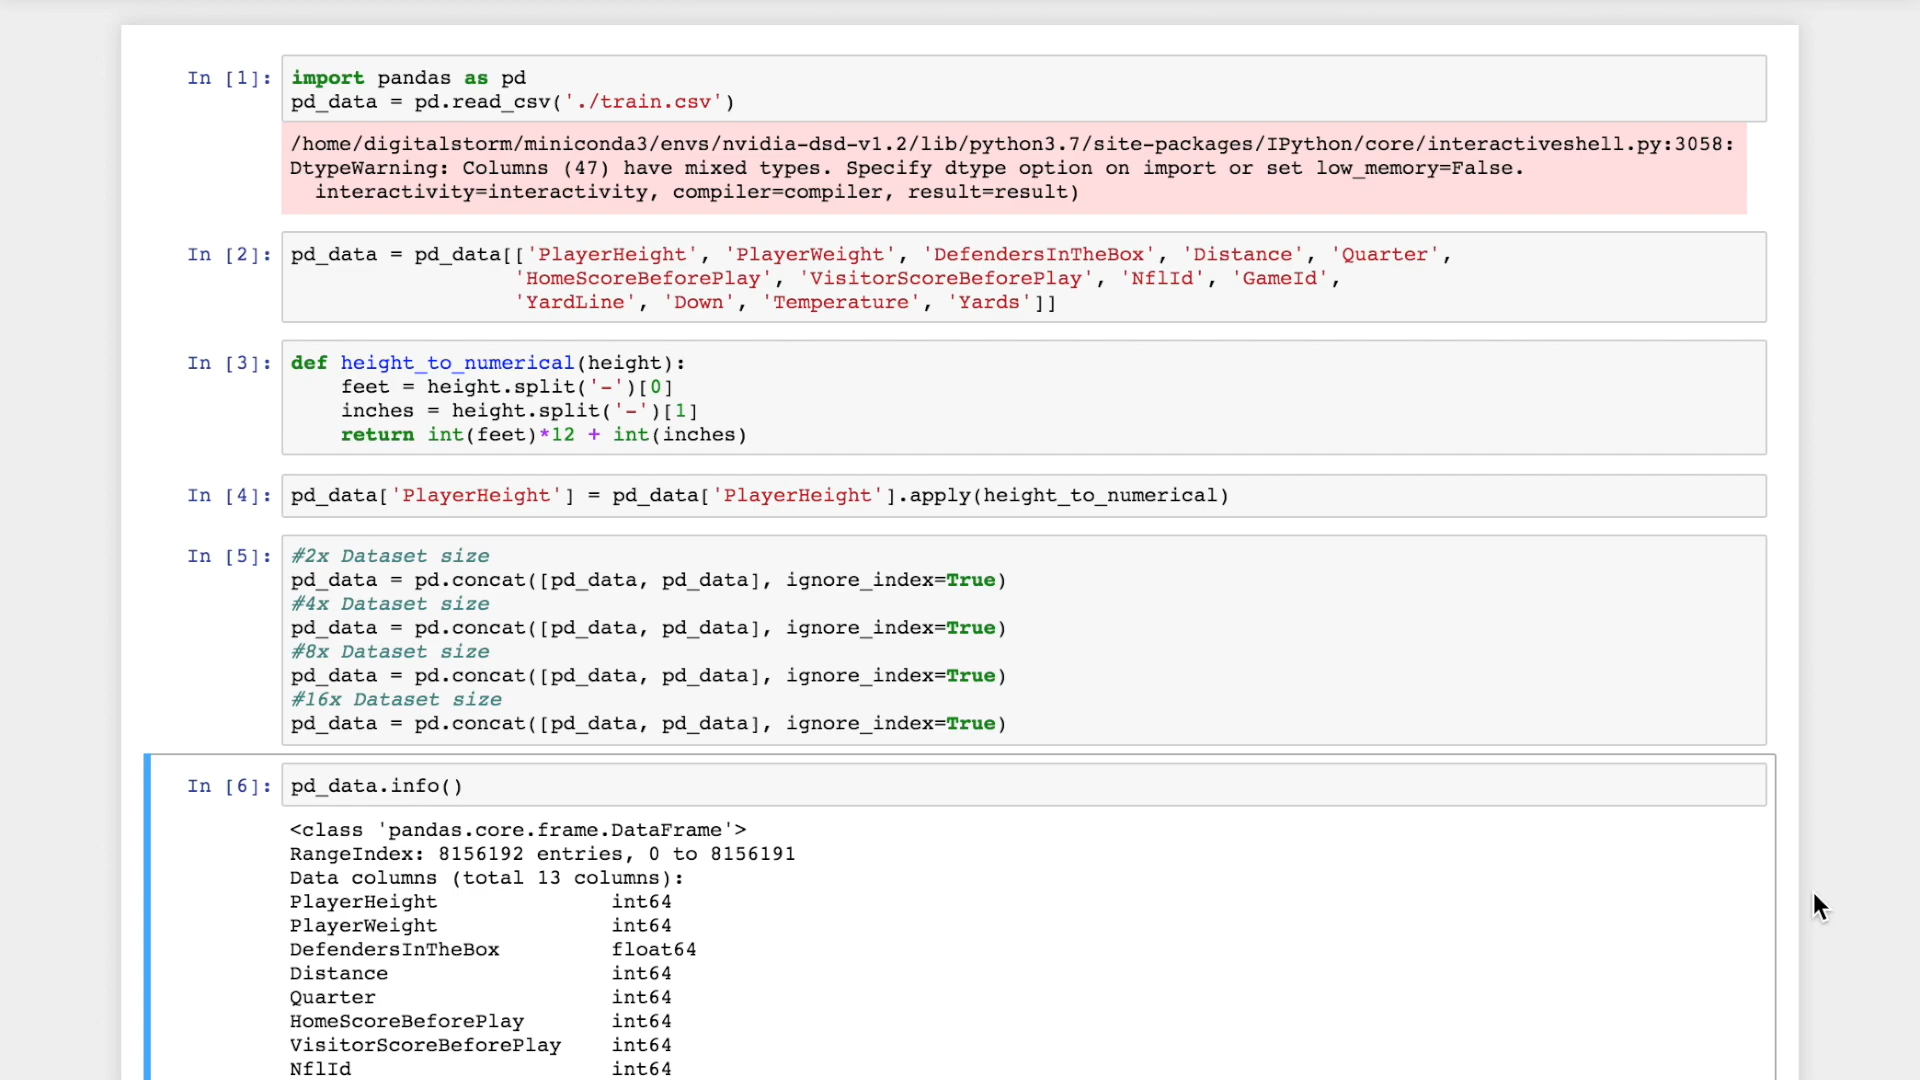 In [1]: import pandas as pd
pd_data = pd.read_csv('./train.csv')
/home/digitalstorm/miniconda3/envs/nvidia-dsd-v1.2/lib/python3.7/site-packages/IPython/core/interactiveshell.py:3058:
DtypeWarning: Columns (47) have mixed types. Specify dtype option on import or set low_memory=False.
  interactivity=interactivity, compiler=compiler, result=result)
In [2]: pd_data = pd_data[['PlayerHeight', 'PlayerWeight', 'DefendersInTheBox', 'Distance', 'Quarter',
                  'HomeScoreBeforePlay', 'VisitorScoreBeforePlay', 'NflId', 'GameId',
                  'YardLine', 'Down', 'Temperature', 'Yards']]
In [3]: def height_to_numerical(height):
    feet = height.split('-')[0]
    inches = height.split('-')[1]
    return int(feet)*12 + int(inches)
In [4]: pd_data['PlayerHeight'] = pd_data['PlayerHeight'].apply(height_to_numerical)
In [5]: #2x Dataset size
pd_data = pd.concat([pd_data, pd_data], ignore_index=True)
#4x Dataset size
pd_data = pd.concat([pd_data, pd_data], ignore_index=True)
#8x Dataset size
pd_data = pd.concat([pd_data, pd_data], ignore_index=True)
#16x Dataset size
pd_data = pd.concat([pd_data, pd_data], ignore_index=True)
In [6]: pd_data.info()
<class 'pandas.core.frame.DataFrame'>
RangeIndex: 8156192 entries, 0 to 8156191
Data columns (total 13 columns):
PlayerHeight              int64
PlayerWeight              int64
DefendersInTheBox         float64
Distance                  int64
Quarter                   int64
HomeScoreBeforePlay       int64
VisitorScoreBeforePlay    int64
NflId                     int64